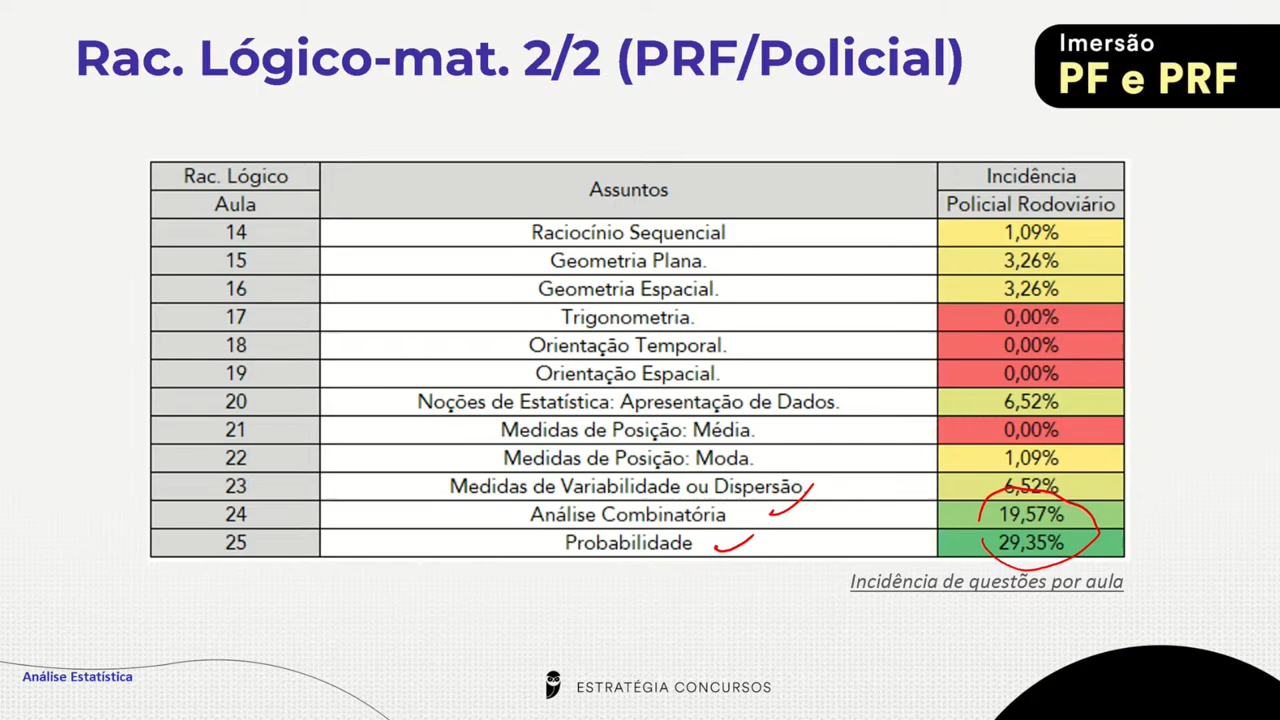 Rac. Lógico-mat. 2/2 (PRF/Policial)
Imersão
PF e PRF
Rac. Lógico Assuntos Incidência
Aula Policial Rodoviário
14 Raciocínio Sequencial 1,09%
15 Geometria Plana. 3,26%
16 Geometria Espacial. 3,26%
17 Trigonometria. 0,00%
18 Orientação Temporal. 0,00%
19 Orientação Espacial. 0,00%
20 Noções de Estatística: Apresentação de Dados. 6,52%
21 Medidas de Posição: Média. 0,00%
22 Medidas de Posição: Moda. 1,09%
23 Medidas de Variabilidade ou Dispersão 6,52%
24 Análise Combinatória 19,57%
25 Probabilidade 29,35%
Incidência de questões por aula
Análise Estatística
ESTRATÉGIA CONCURSOS